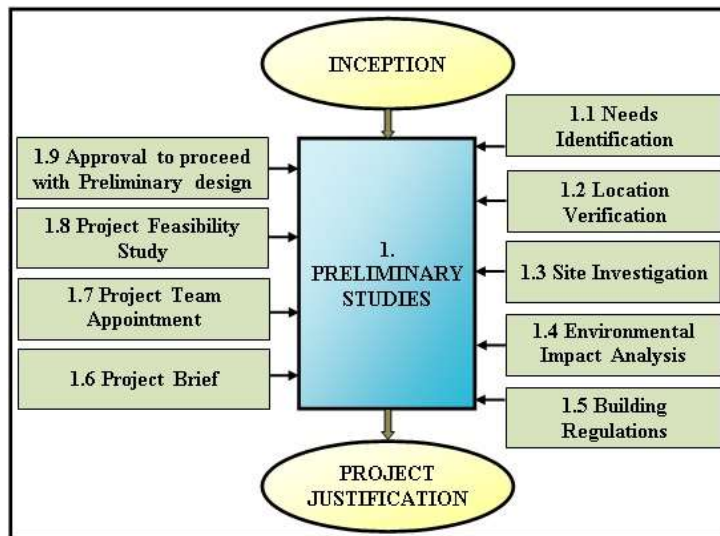 INCEPTION
1.1 Needs
Identification
1.9 Approval to proceed
with Preliminary design
1.2 Location
Verification
1.8 Project Feasibility
Study
1.
PRELIMINARY
STUDIES
1.3 Site Investigation
1.7 Project Team
Appointment
1.4 Environmental
Impact Analysis
1.6 Project Brief
1.5 Building
Regulations
PROJECT
JUSTIFICATION